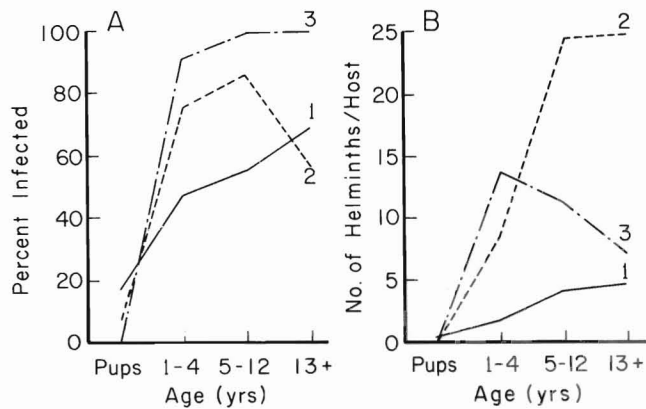 A
Percent Infected
100
80
60
40
20
0
3
1
2
Pups 1-4 5-12 13+
Age (yrs)
B
No. of Helminths/Host
25
20
15
10
5
0
2
3
1
Pups 1-4 5-12 13+
Age (yrs)